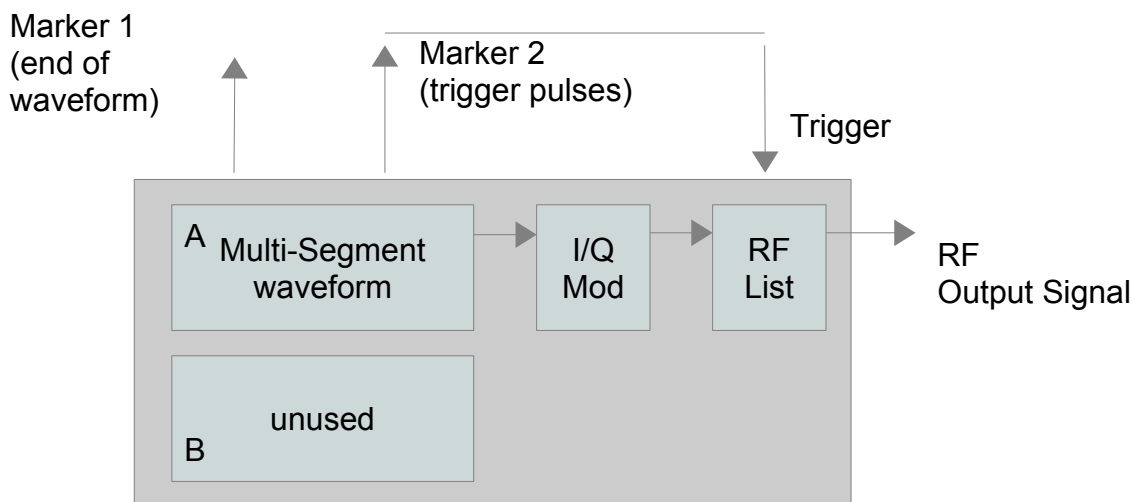 Marker 1
(end of
waveform)
Marker 2
(trigger pulses)
Trigger
A
Multi-Segment
waveform
I/Q
Mod
RF
List
RF
Output Signal
unused
B